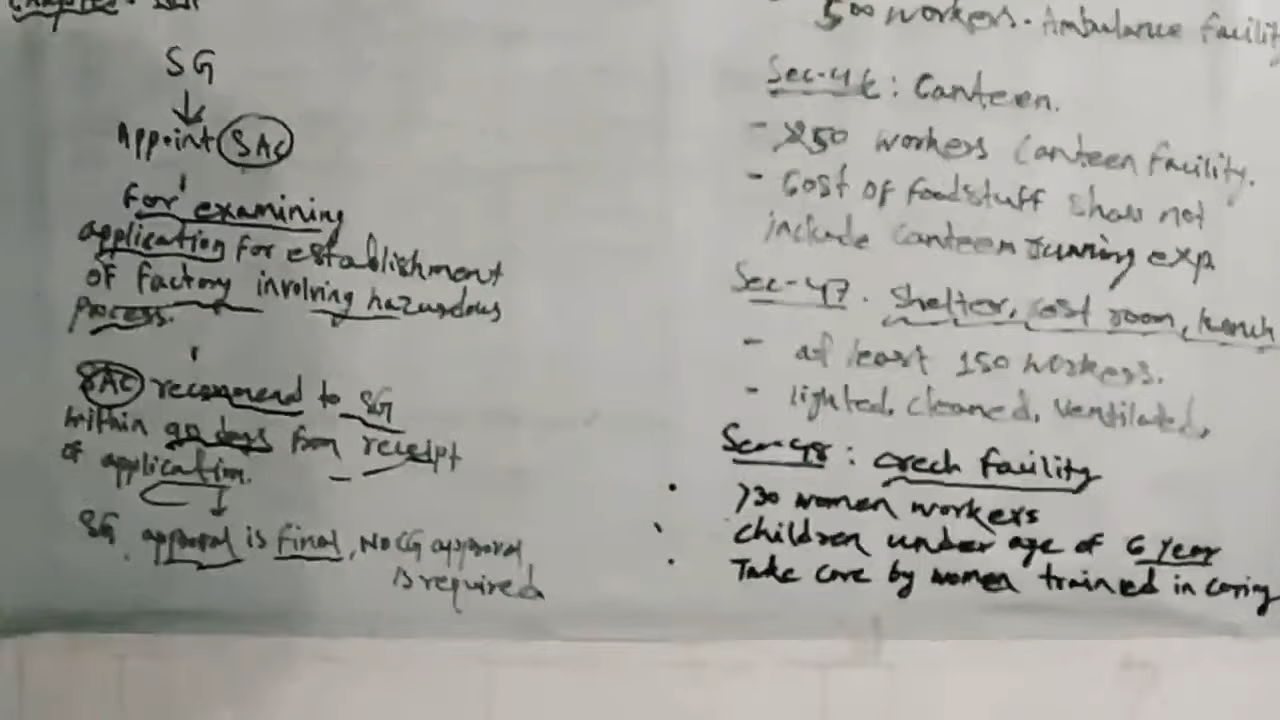 SG
Appoint SAC
For examining
application for establishment
of factory involving hazardous
process.
SAC recommend to SG
within 90 days from receipt
of application.
SG approval is final, No CG approval
is required
500 workers. Ambulance facility
Sec-46: Canteen.
- 250 workers canteen facility.
- Cost of foodstuff shall not
include canteen running exp
Sec-47. Shelter, rest room, lunch
- at least 150 workers.
- lighted, cleaned, ventilated,
Sec-48: crech facility
>30 women workers
children under age of 6 year
Take care by women trained in caring